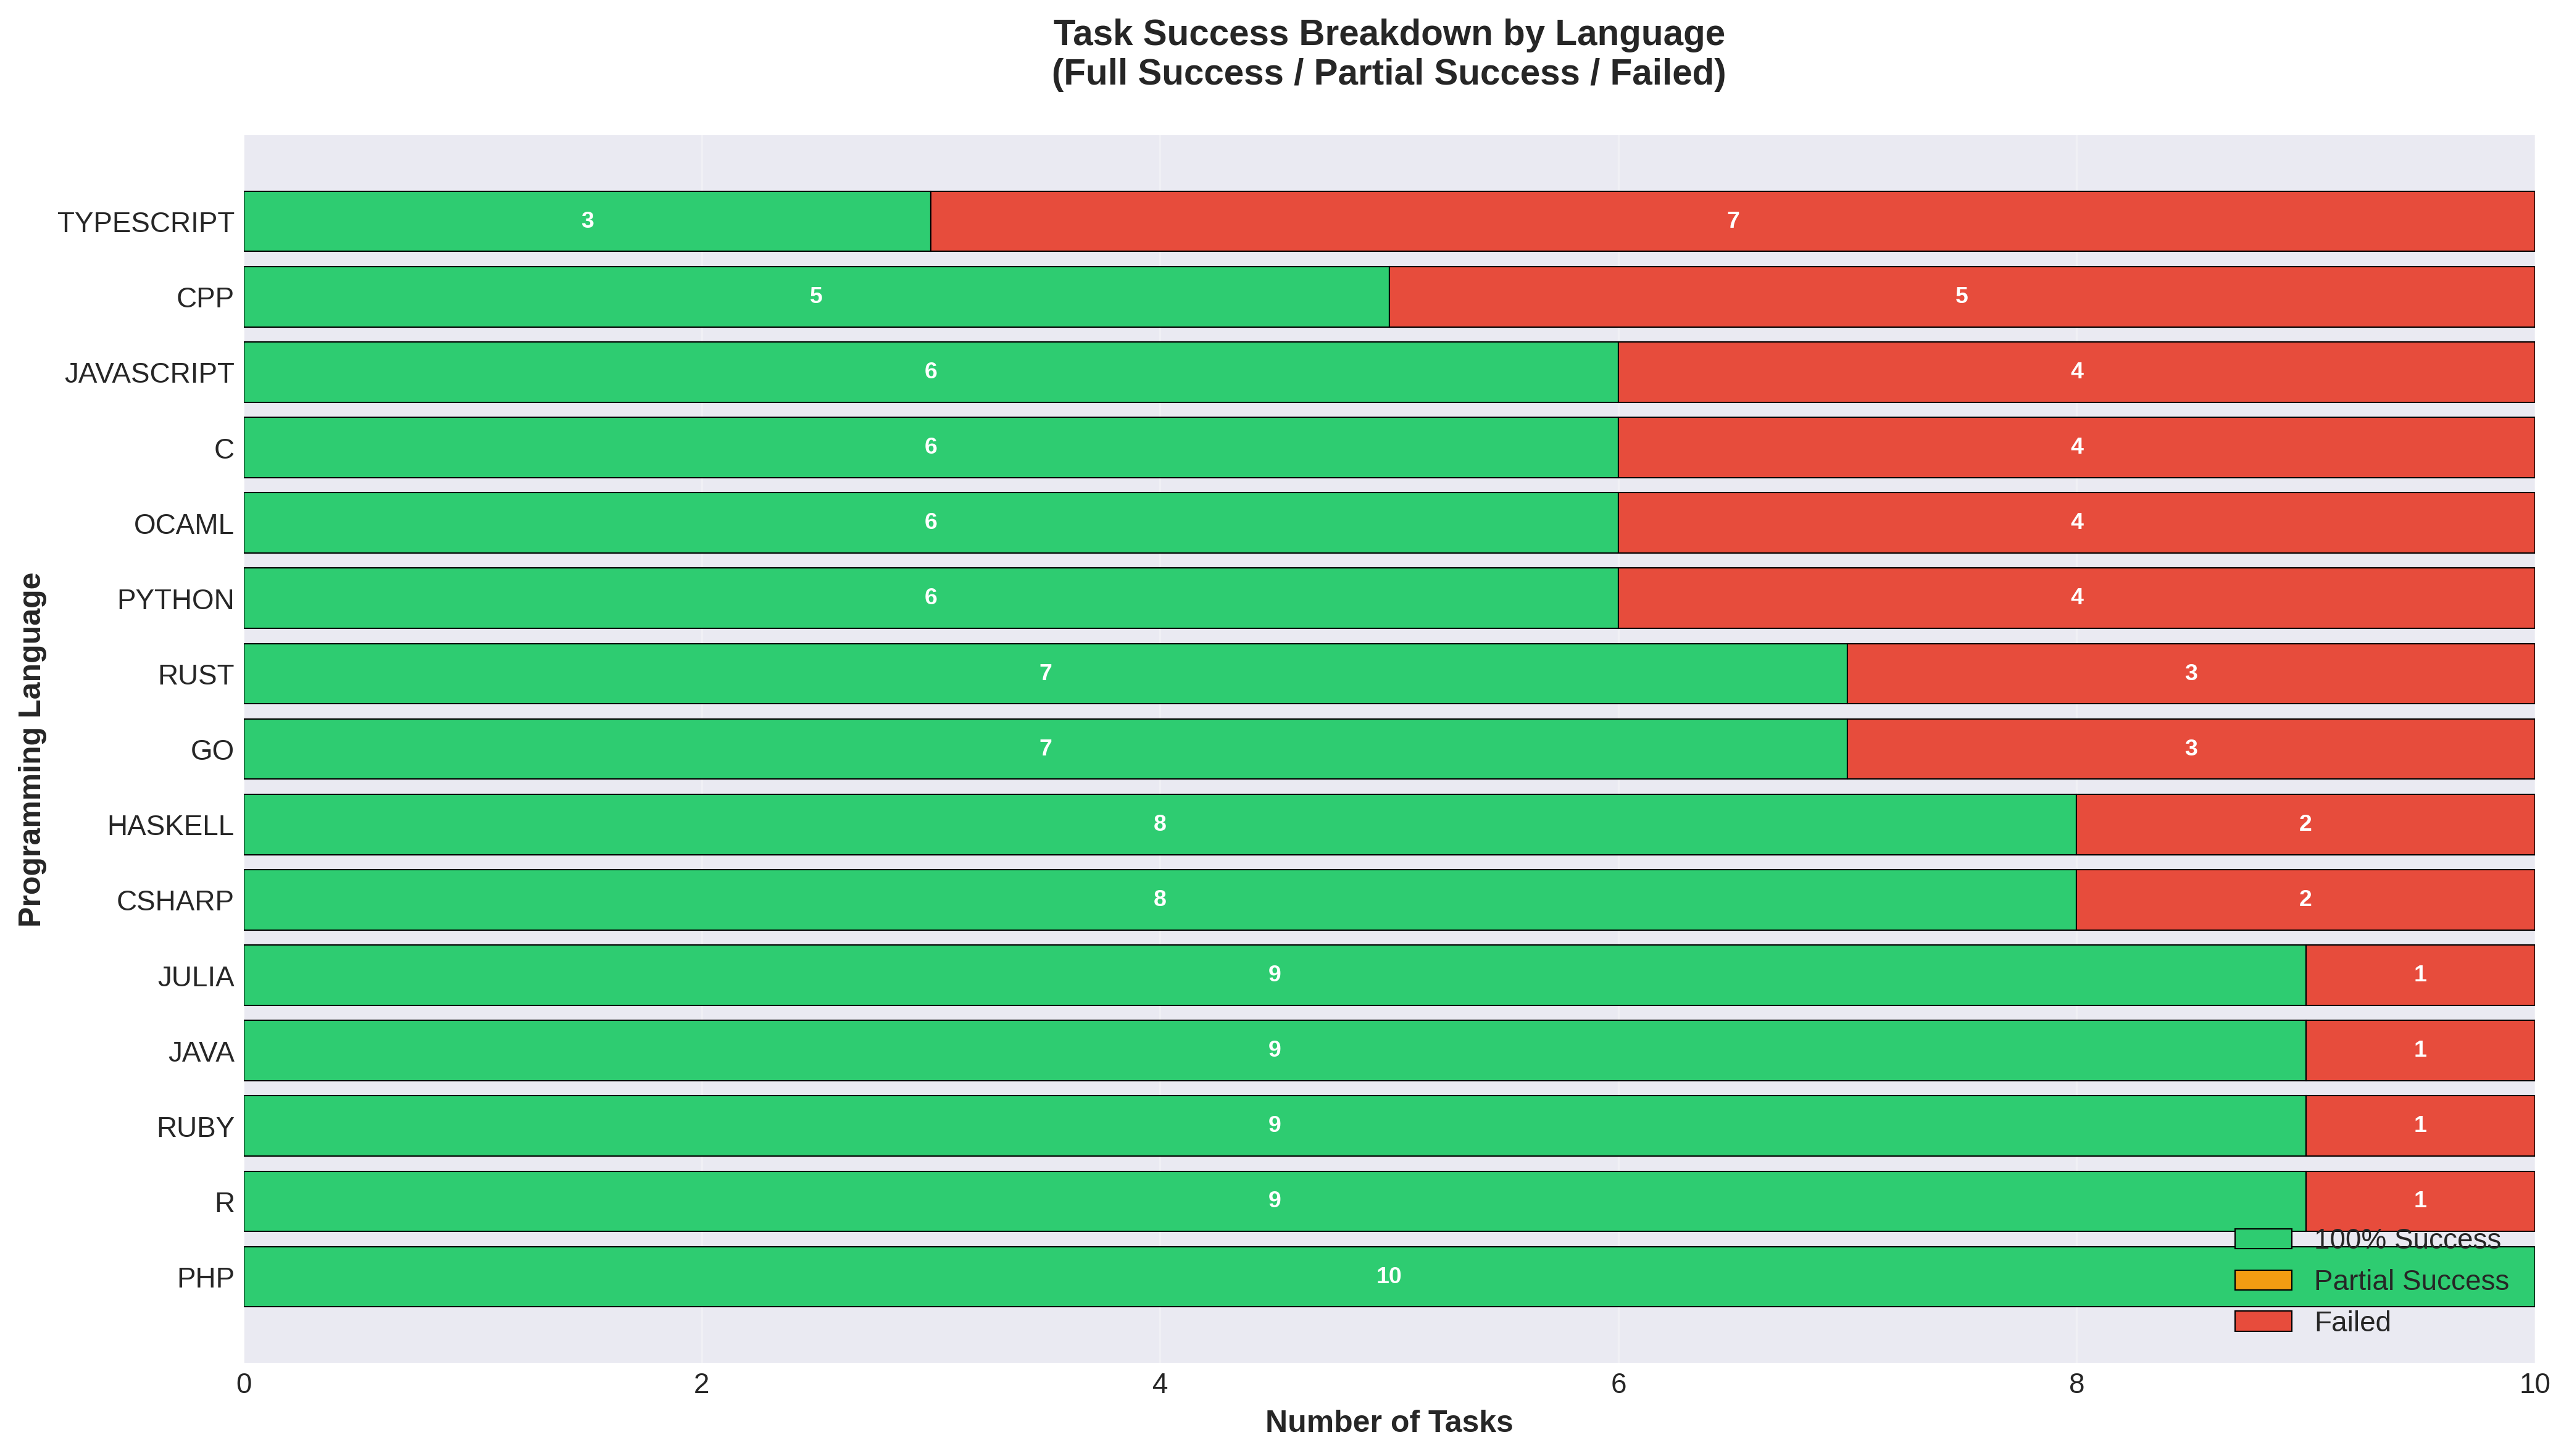 Task Success Breakdown by Language
(Full Success / Partial Success / Failed)
Programming Language
TYPESCRIPT 3 7
CPP 5 5
JAVASCRIPT 6 4
C 6 4
OCAML 6 4
PYTHON 6 4
RUST 7 3
GO 7 3
HASKELL 8 2
CSHARP 8 2
JULIA 9 1
JAVA 9 1
RUBY 9 1
R 9 1
PHP 10
100% Success
Partial Success
Failed
0 2 4 6 8 10
Number of Tasks